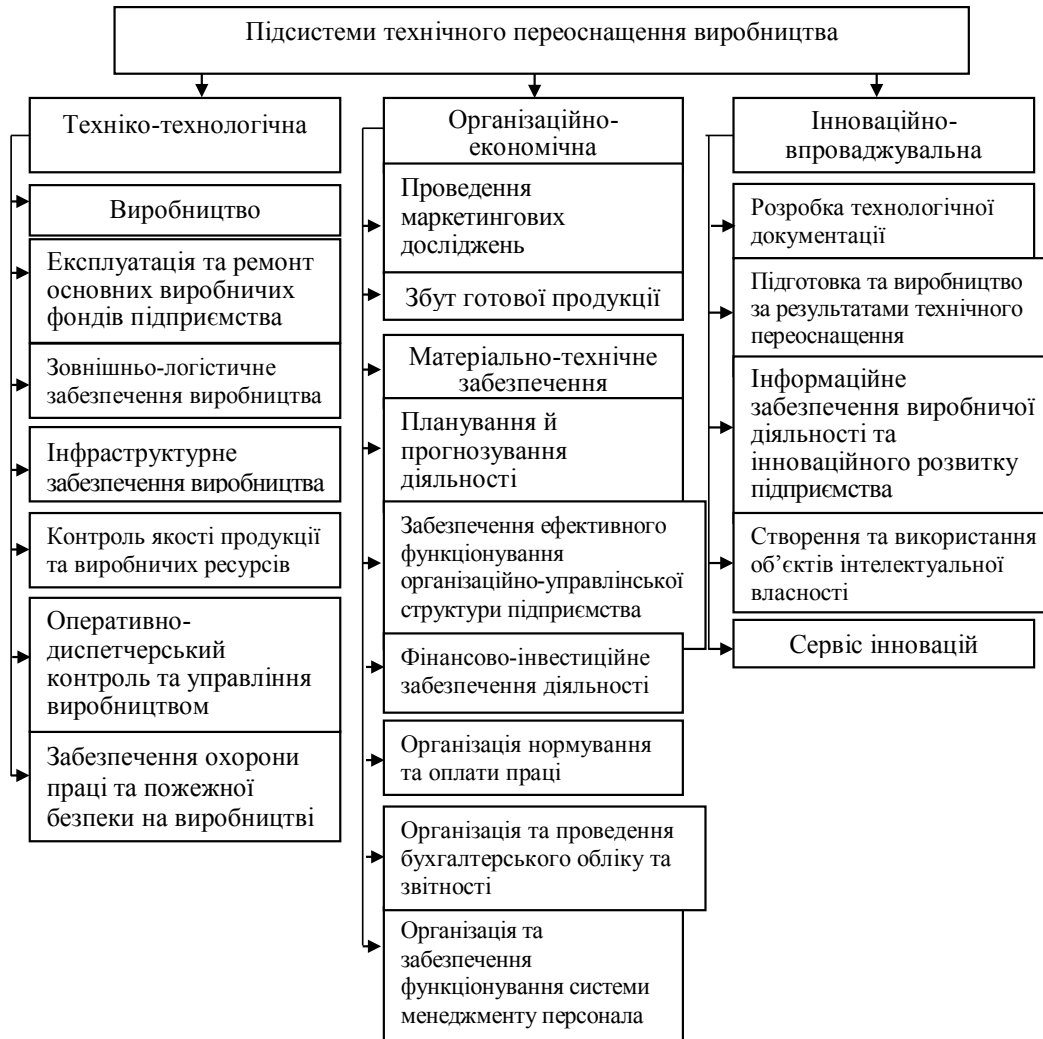 Підсистеми технічного переоснащення виробництва
Техніко-технологічна
Виробництво
Експлуатація та ремонт
основних виробничих
фондів підприємства
Зовнішньо-логістичне
забезпечення виробництва
Інфраструктурне
забезпечення виробництва
Контроль якості продукції
та виробничих ресурсів
Оперативно-
диспетчерський
контроль та управління
виробництвом
Забезпечення охорони
праці та пожежної
безпеки на виробництві
Організаційно-
економічна
Проведення
маркетингових
досліджень
Збут готової продукції
Матеріально-технічне
забезпечення
Планування й
прогнозування
діяльності
Забезпечення ефективного
функціонування
організаційно-управлінської
структури підприємства
Фінансово-інвестиційне
забезпечення діяльності
Організація нормування
та оплати праці
Організація та проведення
бухгалтерського обліку та
звітності
Організація та
забезпечення
функціонування системи
менеджменту персонала
Інноваційно-
впроваджувальна
Розробка технологічної
документації
Підготовка та виробництво
за результатами технічного
переоснащення
Інформаційне
забезпечення виробничої
діяльності та
інноваційного розвитку
підприємства
Створення та використання
об’єктів інтелектуальної
власності
Сервіс інновацій